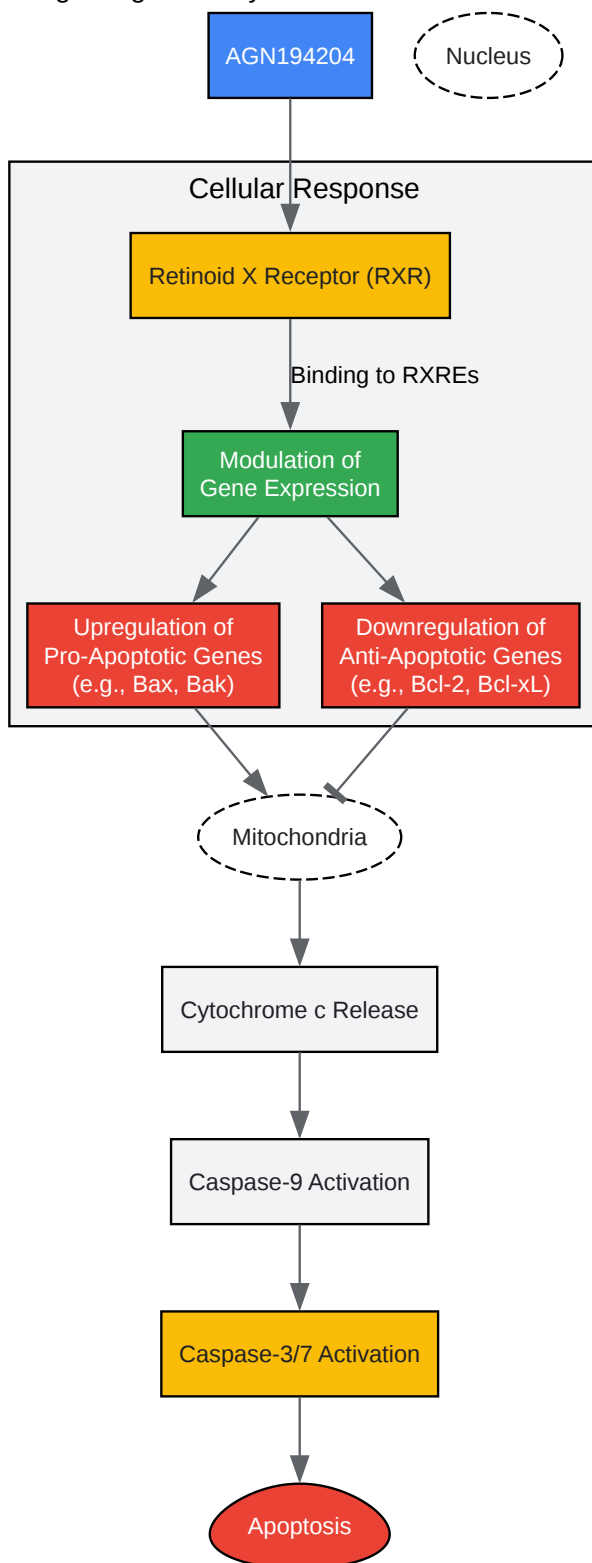 AGN194204
Nucleus
Cellular Response
Retinoid X Receptor (RXR)
Binding to RXREs
Modulation of
Gene Expression
Upregulation of
Pro-Apoptotic Genes
(e.g., Bax, Bak)
Downregulation of
Anti-Apoptotic Genes
(e.g., Bcl-2, Bcl-xL)
Mitochondria
Cytochrome c Release
Caspase-9 Activation
Caspase-3/7 Activation
Apoptosis